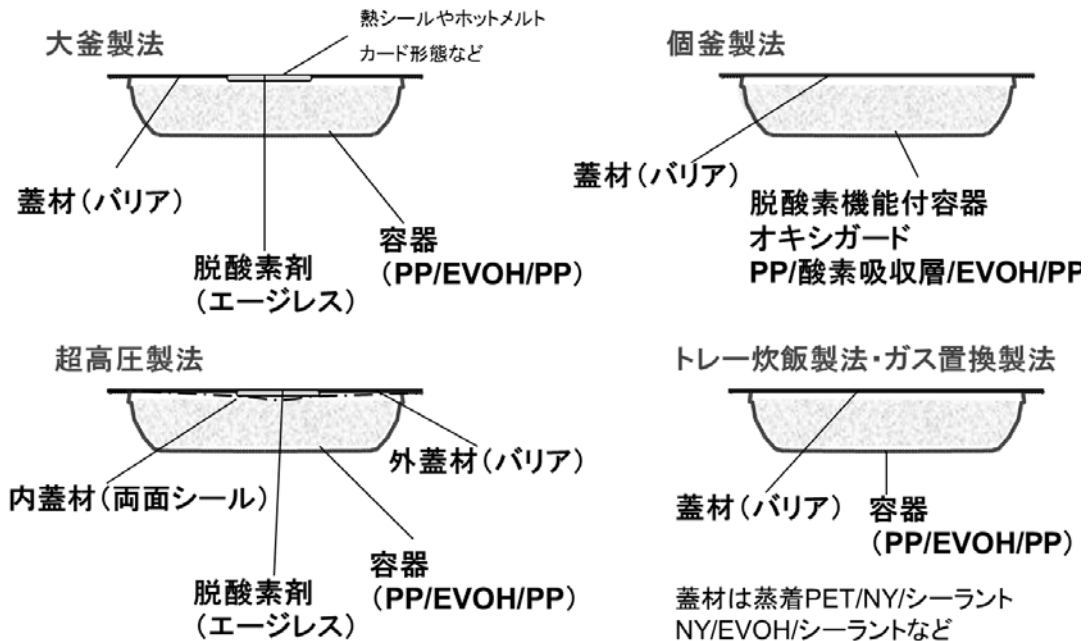 大釜製法
熱シールやホットメルト
カード形態など
蓋材(バリア)
脱酸素剤
(エージレス)
容器
(PP/EVOH/PP)
個釜製法
蓋材(バリア)
脱酸素機能付容器
オキシガード
PP/酸素吸収層/EVOH/PP
超高圧製法
内蓋材(両面シール)
外蓋材(バリア)
脱酸素剤
(エージレス)
容器
(PP/EVOH/PP)
トレー炊飯製法・ガス置換製法
蓋材(バリア)
容器
(PP/EVOH/PP)
蓋材は蒸着PET/NY/シーラント
NY/EVOH/シーラントなど